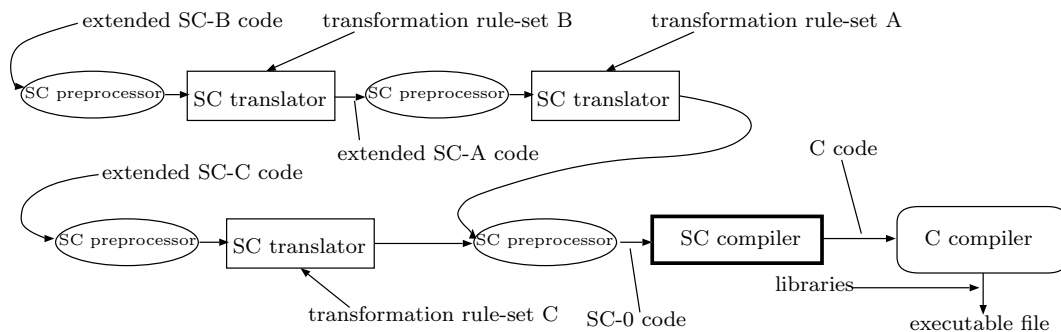 extended SC-B code
transformation rule-set B
transformation rule-set A
SC preprocessor
SC translator
SC preprocessor
SC translator
extended SC-A code
extended SC-C code
C code
SC preprocessor
SC translator
SC preprocessor
SC compiler
C compiler
libraries
transformation rule-set C
SC-0 code
executable file